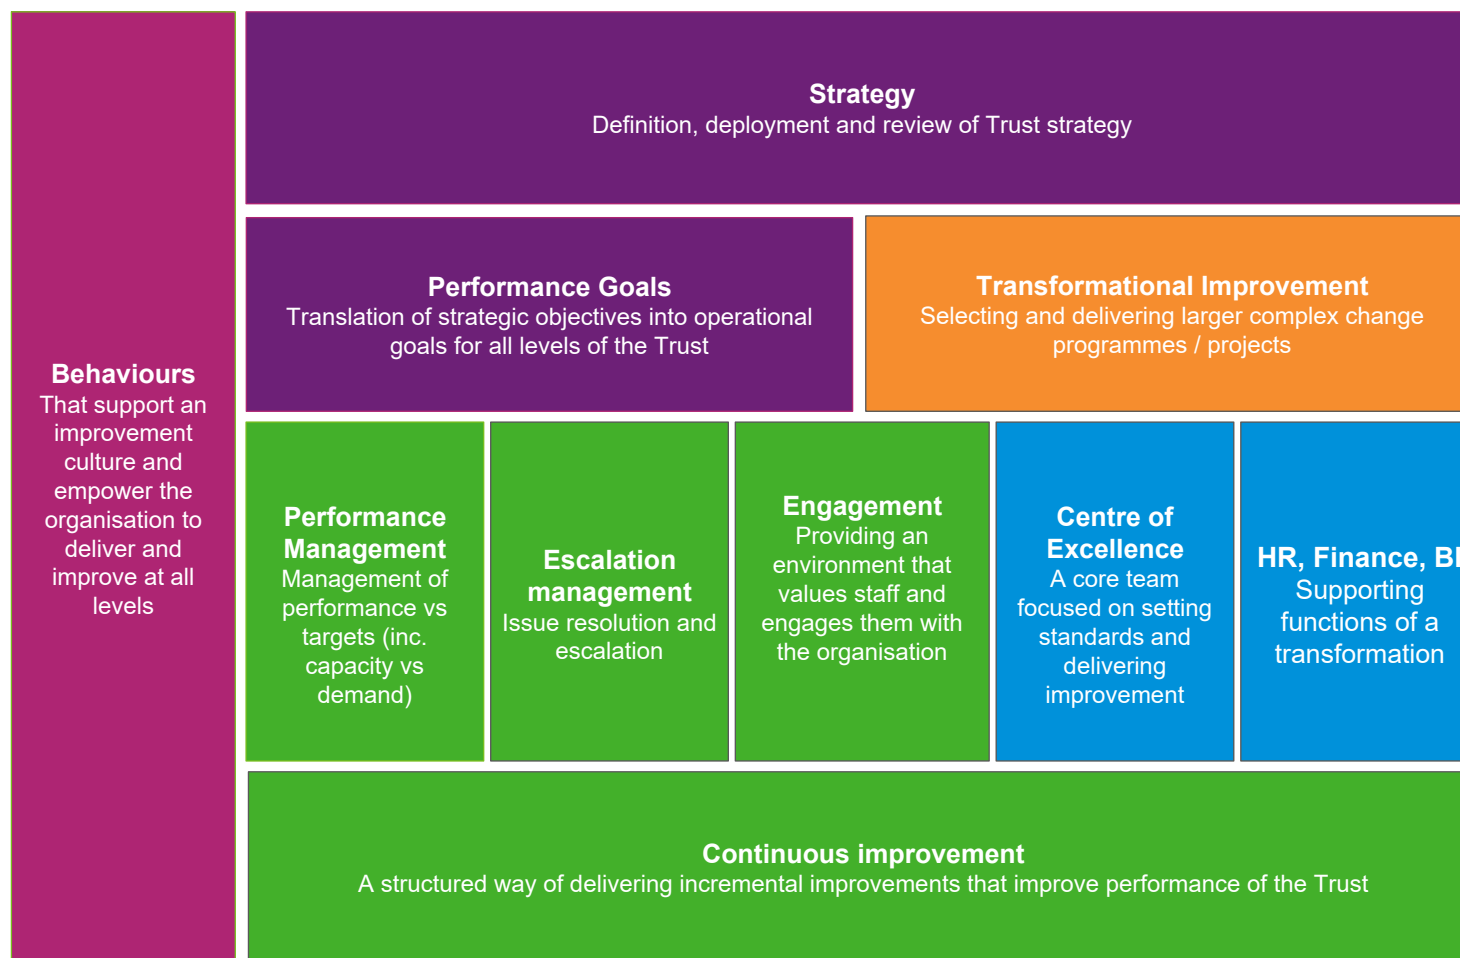 Strategy
Definition, deployment and review of Trust strategy
Performance Goals
Translation of strategic objectives into operational
goals for all levels of the Trust
Transformational Improvement
Selecting and delivering larger complex change
programmes / projects
Behaviours
That support an
improvement
culture and
empower the
organisation to
deliver and
improve at all
levels
Performance
Management
Management of
performance vs
targets (inc.
capacity vs
demand)
Escalation
management
Issue resolution and
escalation
Engagement
Providing an
environment that
values staff and
engages them with
the organisation
Centre of
Excellence
A core team
focused on setting
standards and
delivering
improvement
HR, Finance,
Supporting
functions of a
transformation
Continuous improvement
A structured way of delivering incremental improvements that improve performance of the Trust